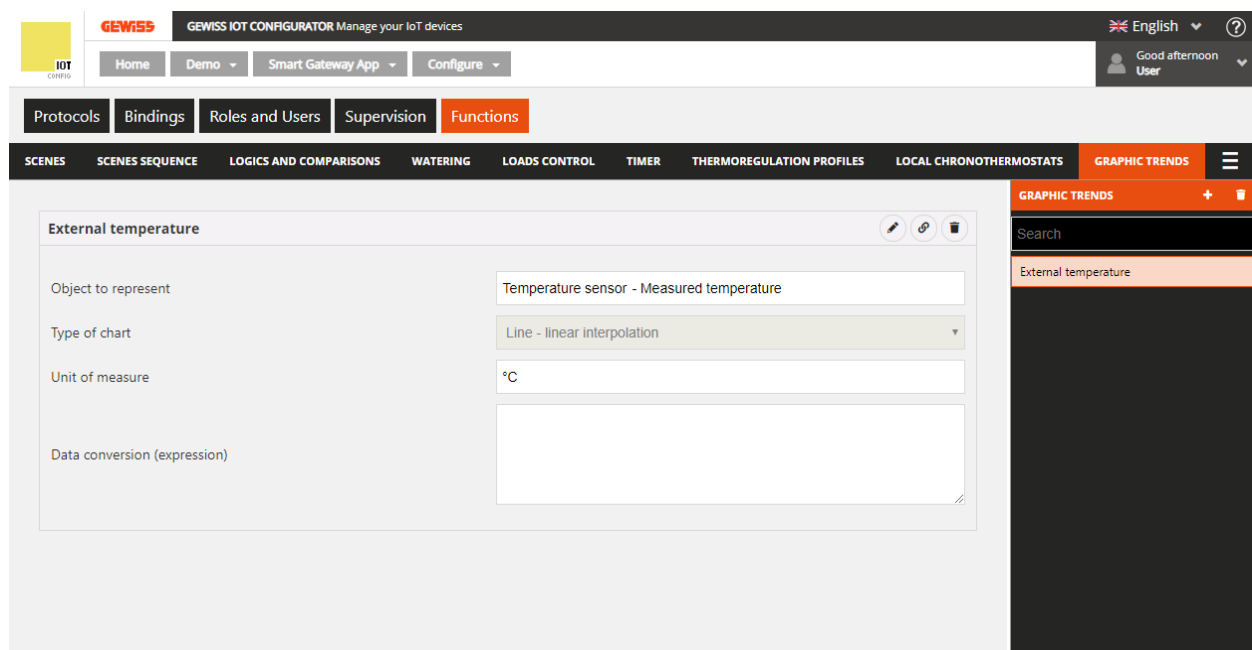 GEWISS
GEWISS IOT CONFIGURATOR Manage your IoT devices
English
?
IOT
CONFIG
Home
Demo
Smart Gateway App
Configure
Good afternoon
User
Protocols
Bindings
Roles and Users
Supervision
Functions
SCENES
SCENES SEQUENCE
LOGICS AND COMPARISONS
WATERING
LOADS CONTROL
TIMER
THERMOREGULATION PROFILES
LOCAL CHRONOTHERMOSTATS
GRAPHIC TRENDS
GRAPHIC TRENDS
Search
External temperature
External temperature
Object to represent
Temperature sensor - Measured temperature
Type of chart
Line - linear interpolation
Unit of measure
°C
Data conversion (expression)